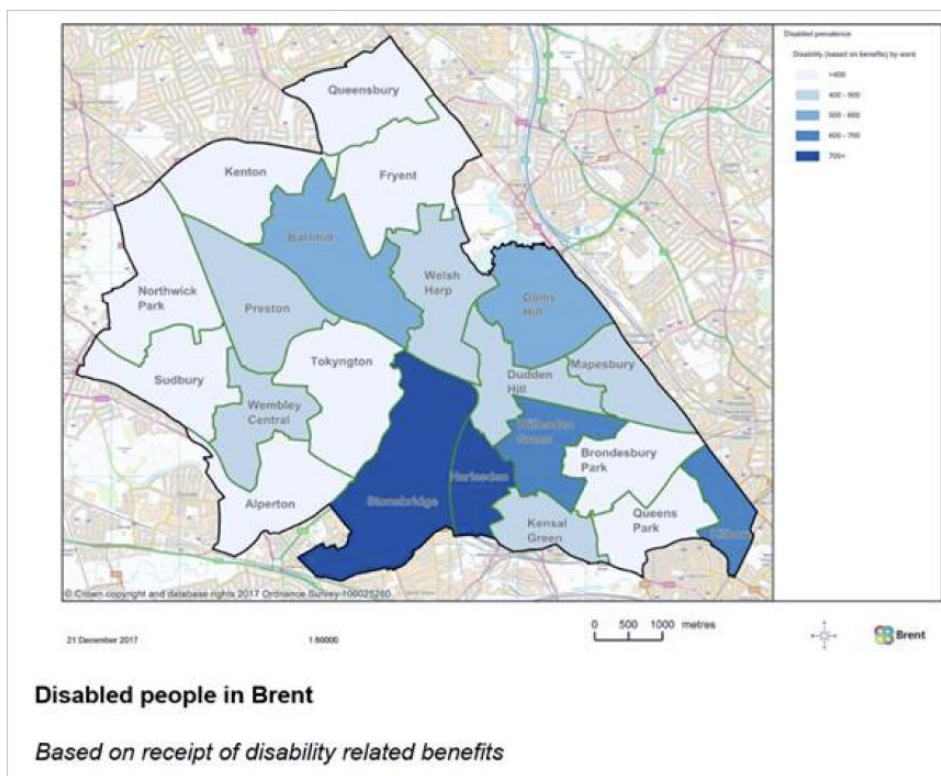 Disabled prevalence
Disability (based on benefits) by ward
>400
400 - 500
500 - 600
600 - 700
700+
Queensbury
Kenton
Fryent
Barnhill
Northwick
Park
Welsh
Harp
Preston
Dollis
Hill
Tokyngton
Sudbury
Mapesbury
Dudden
Hill
Wembley
Central
Willesden
Green
Brondesbury
Park
Harlesden
Stonebridge
Alperton
Queens
Park
Kensal
Green
Kilburn
© Crown copyright and database rights 2017 Ordnance Survey 100025260
21 December 2017
1:50000
0 500 1000 metres
Brent
Disabled people in Brent
Based on receipt of disability related benefits